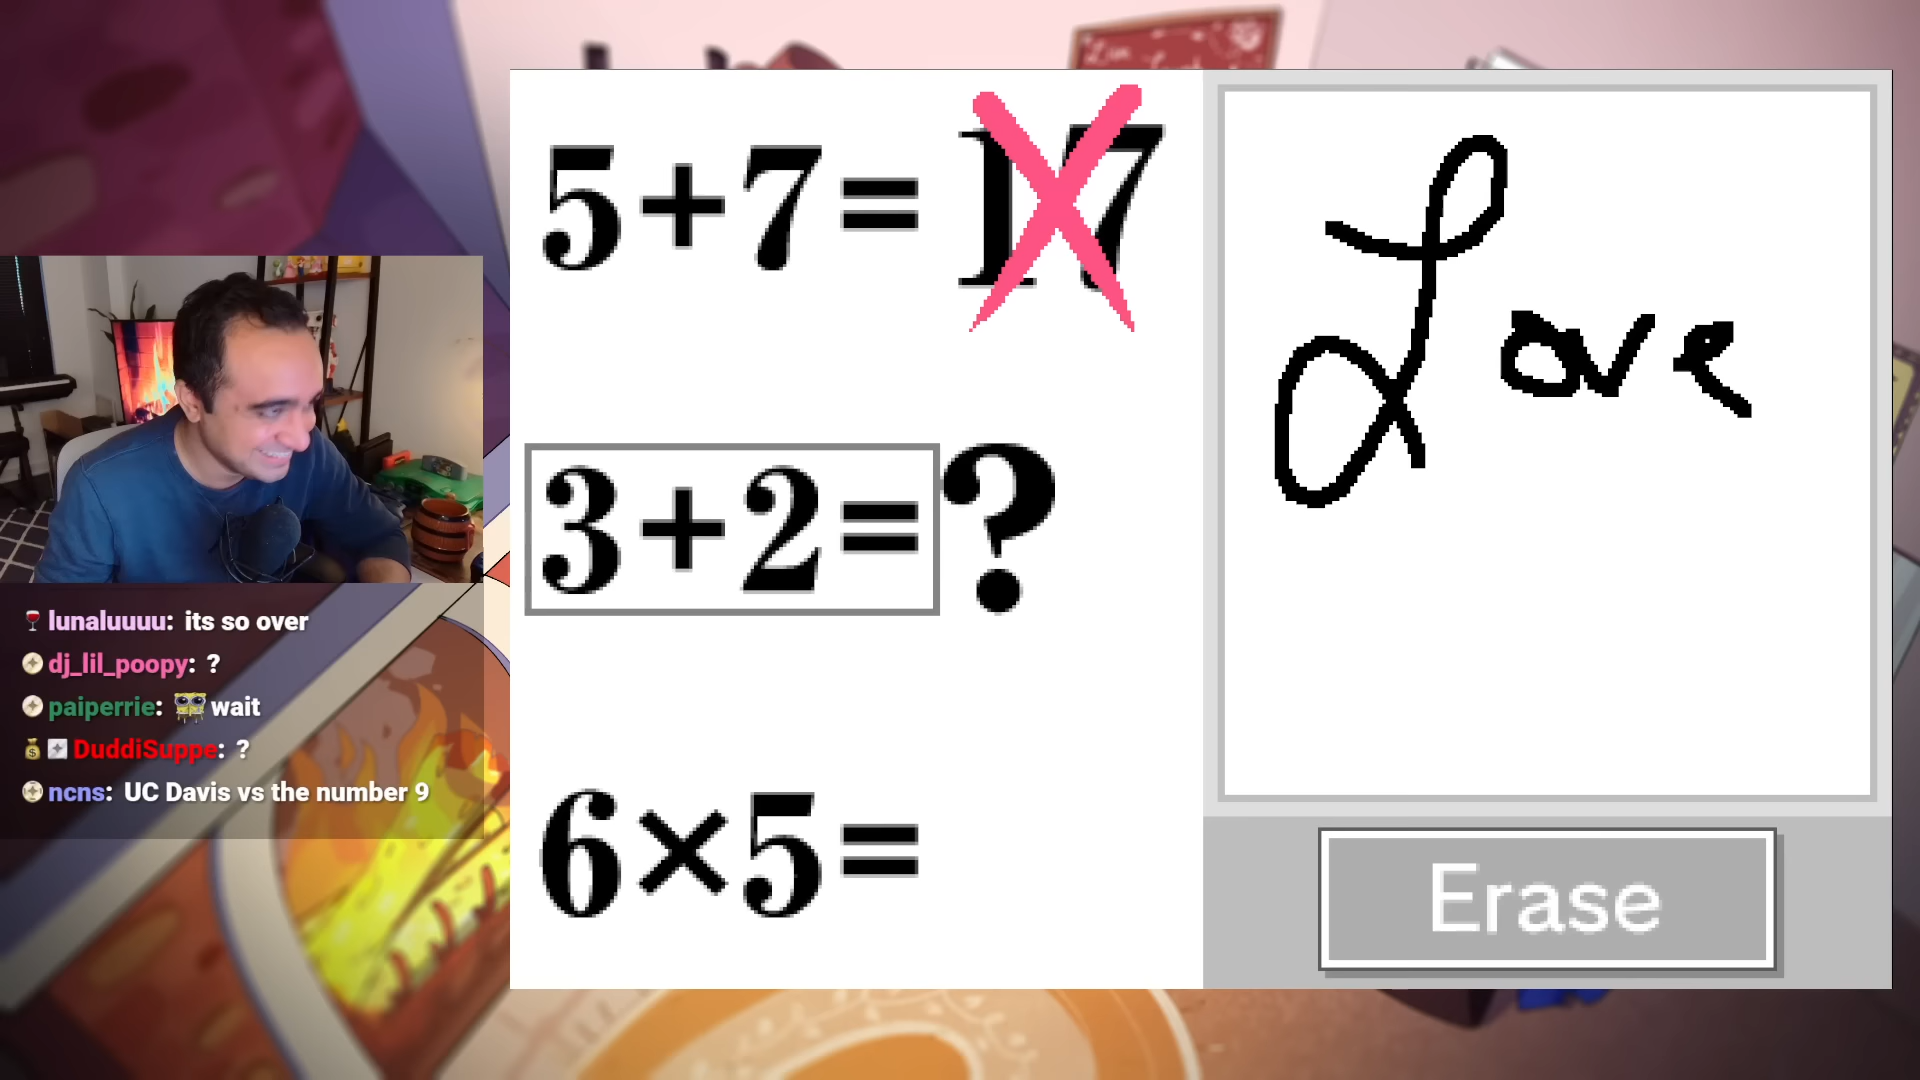 5+7=17
3+2=?
6×5=
Love
Erase
lunaluuuu: its so over
dj_lil_poopy: ?
paiperrie: wait
DuddiSuppe: ?
ncns: UC Davis vs the number 9